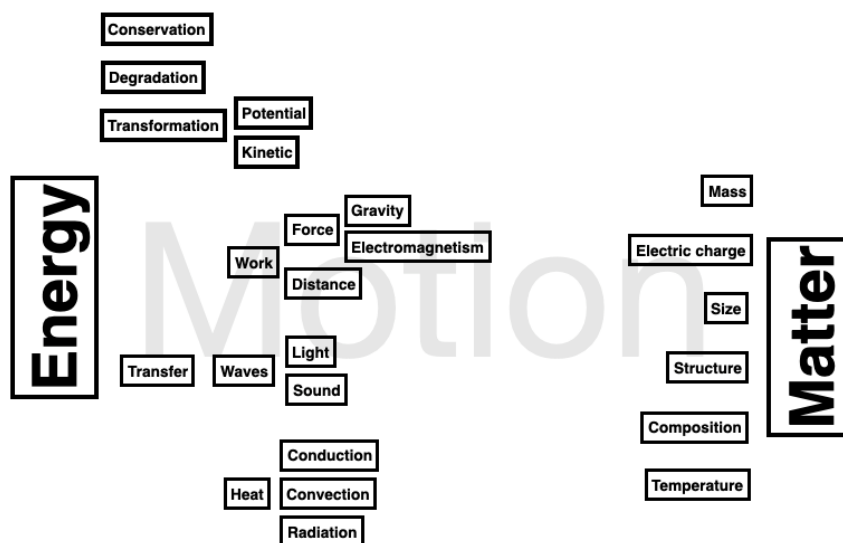 Conservation
Degradation
Transformation
Potential
Kinetic
Energy
Motion
Work
Force
Gravity
Electromagnetism
Distance
Transfer
Waves
Light
Sound
Heat
Conduction
Convection
Radiation
Mass
Electric charge
Size
Structure
Composition
Temperature
Matter